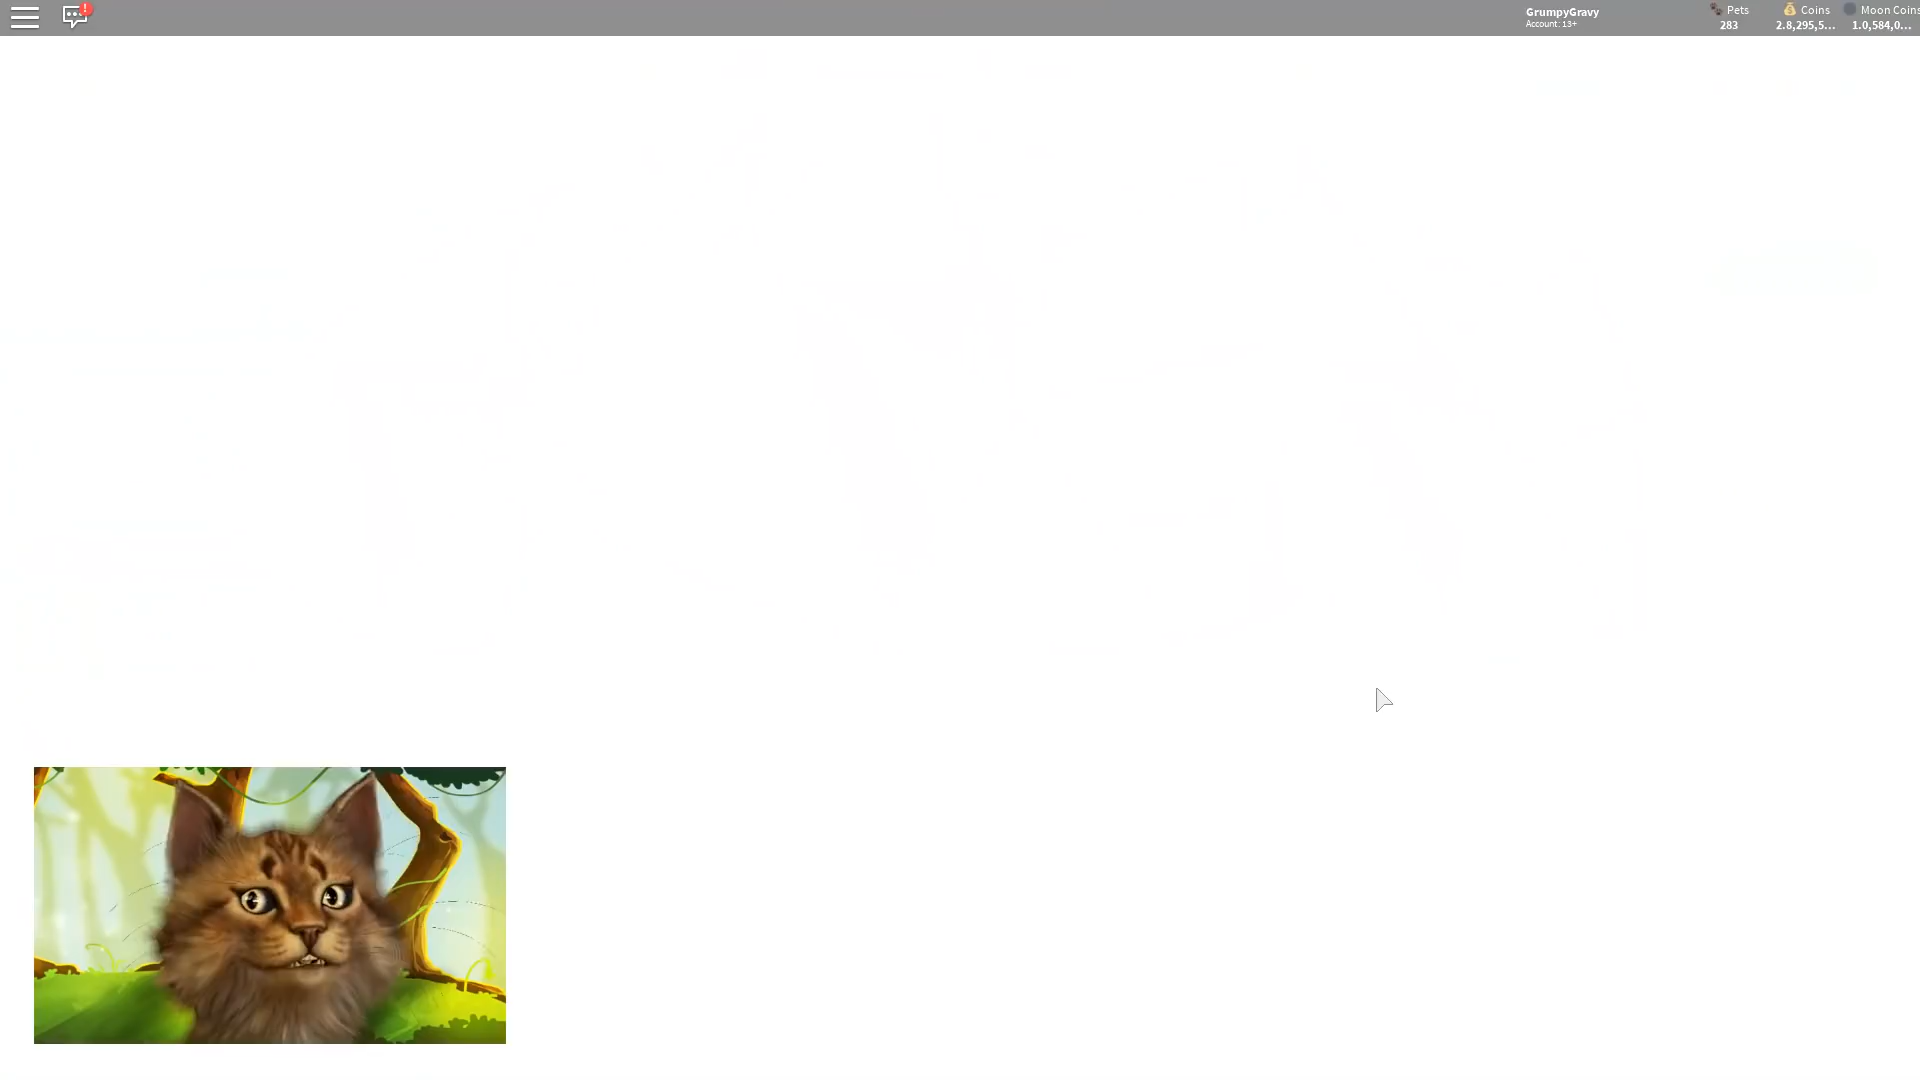 GrumpyGravy
Account: 13+
Pets
283
Coins
2.8,295,5...
Moon Coins
1.0,584,0...